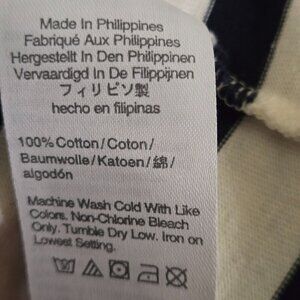 Made In Philippines
Fabriqué Aux Philippines
Hergestellt In Den Philippinen
Vervaardigd In De Filippijnen
フィリピン製
hecho en filipinas
100% Cotton/Coton/
Baumwolle/Katoen/綿/
algodón
Machine Wash Cold With Like
Colors. Non-Chlorine Bleach
Only. Tumble Dry Low. Iron on
Lowest Setting.